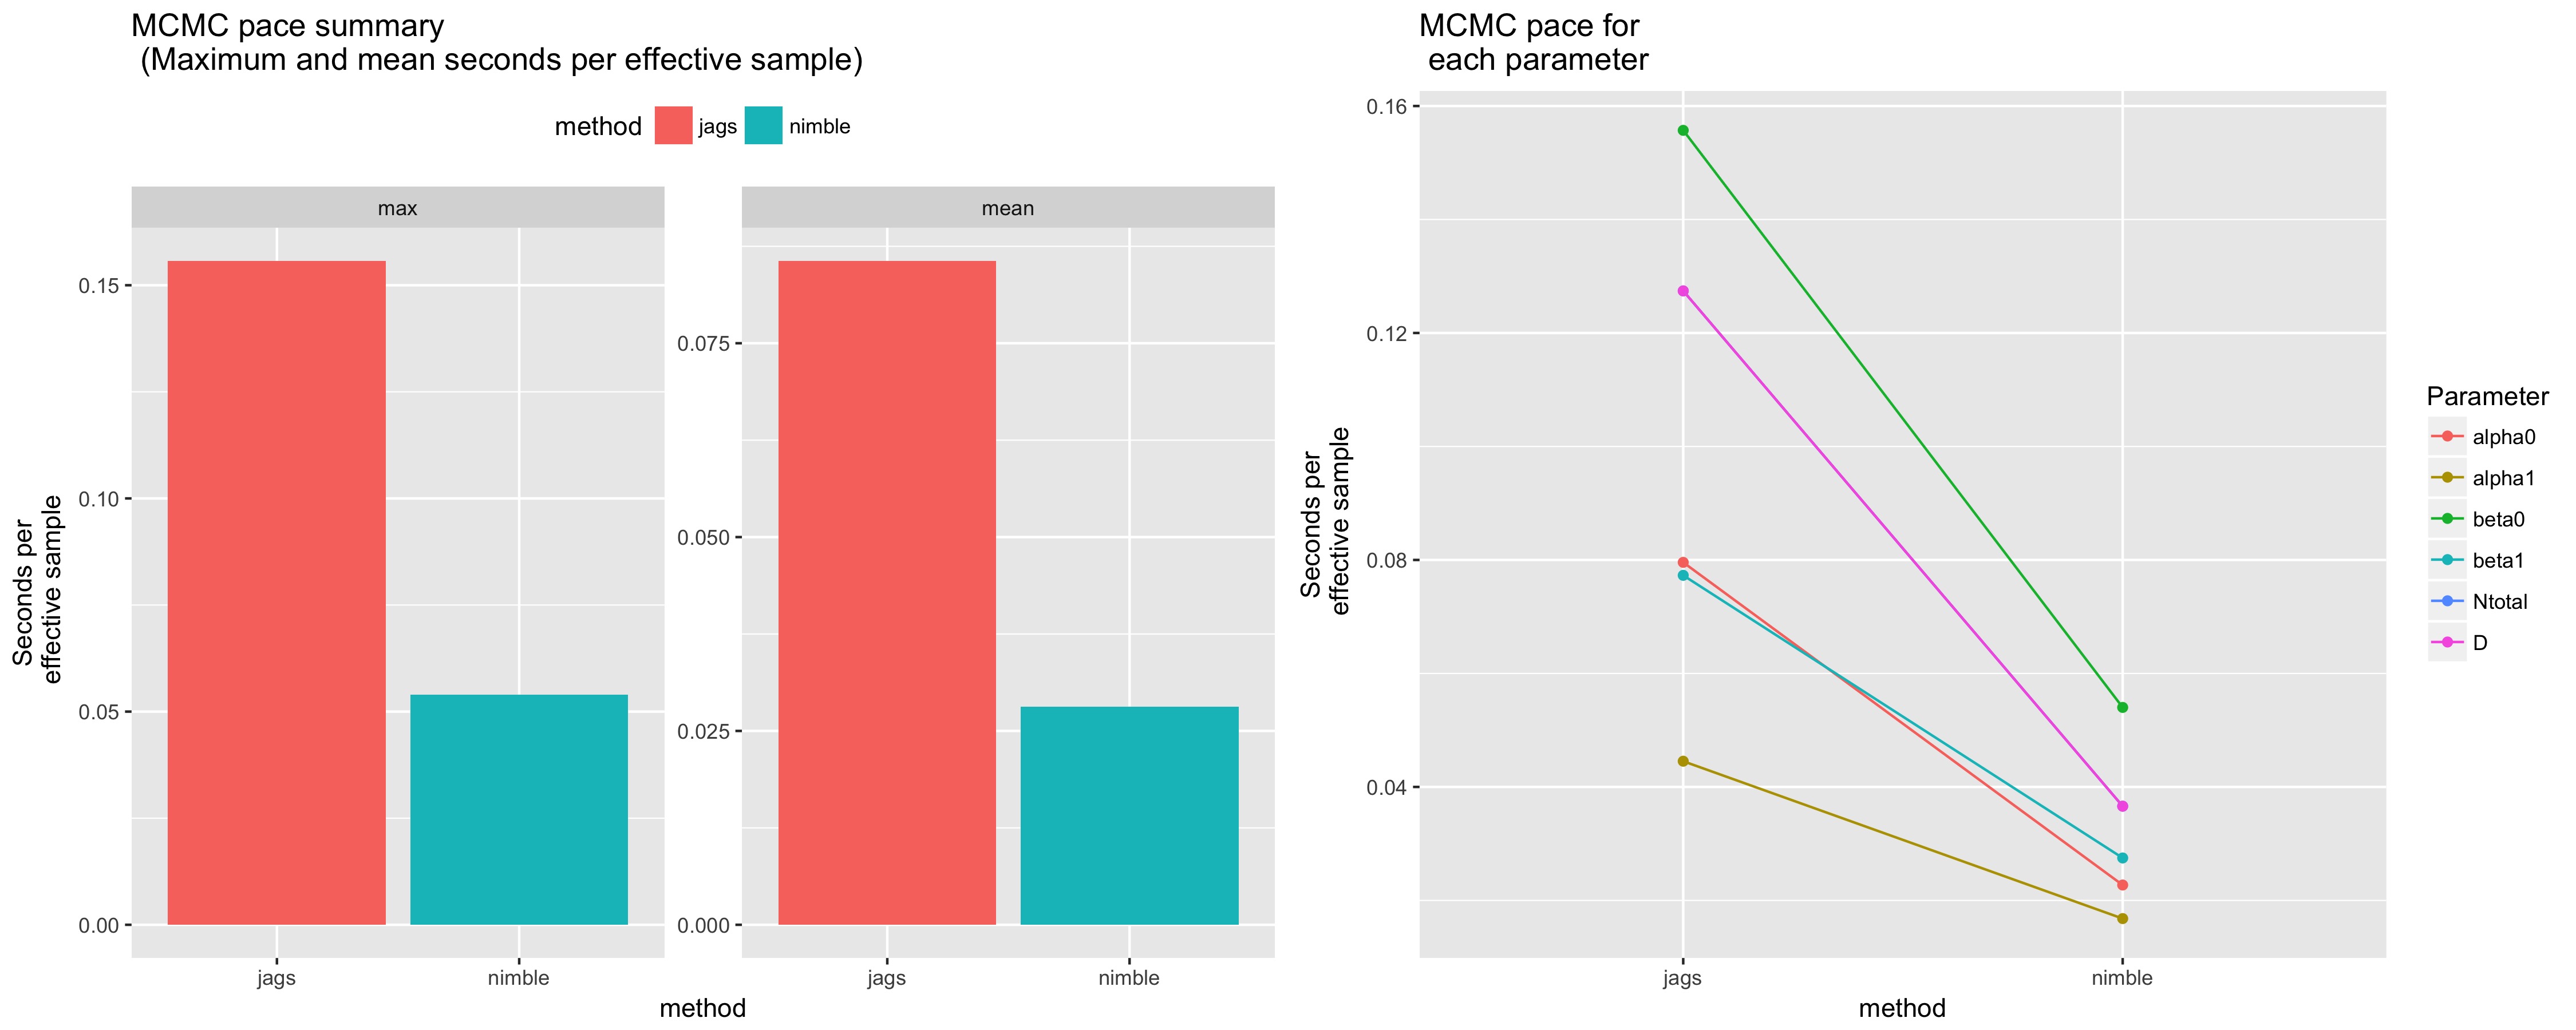 MCMC pace summary
(Maximum and mean seconds per effective sample)
method jags nimble
max
mean
Seconds per
effective sample
0.15
0.10
0.05
0.00
0.075
0.050
0.025
0.000
jags nimble
jags nimble
method
MCMC pace for
each parameter
Seconds per
effective sample
0.16
0.12
0.08
0.04
jags nimble
method
Parameter
alpha0
alpha1
beta0
beta1
Ntotal
D